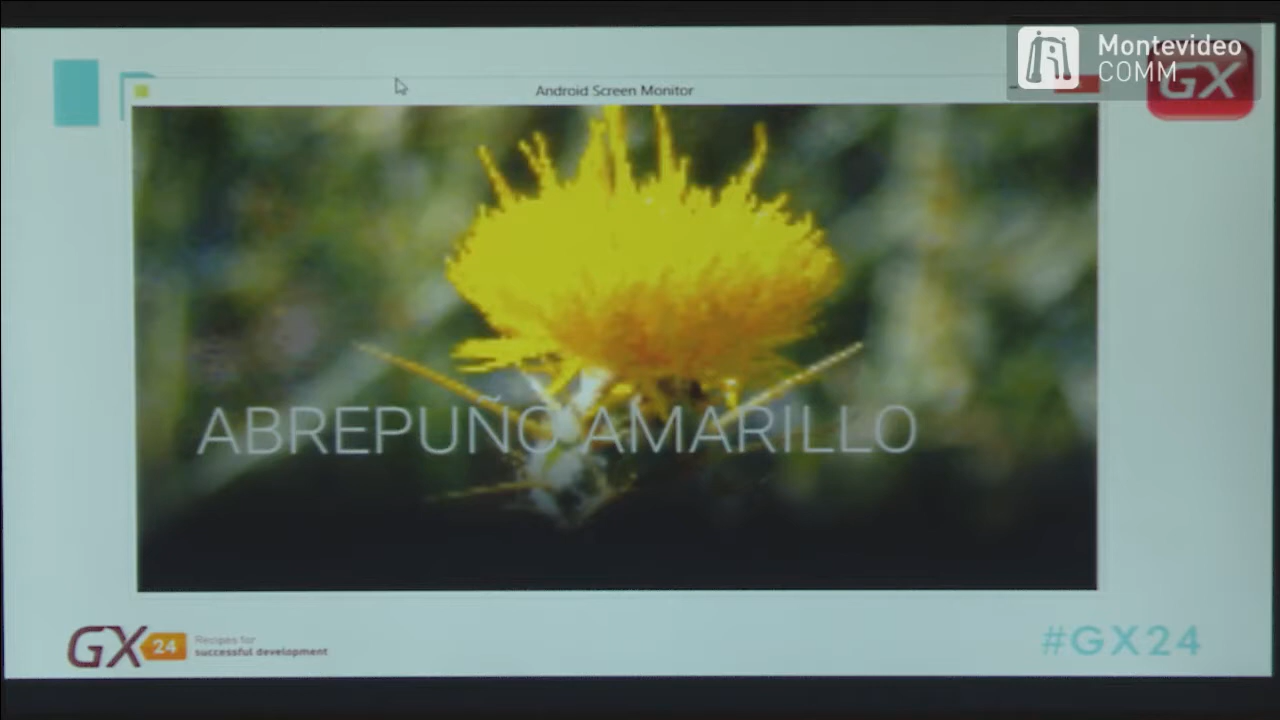 Montevideo
COMM
GX
Android Screen Monitor
ABREPUÑO AMARILLO
GX 24
Recipes for
successful development
#GX24